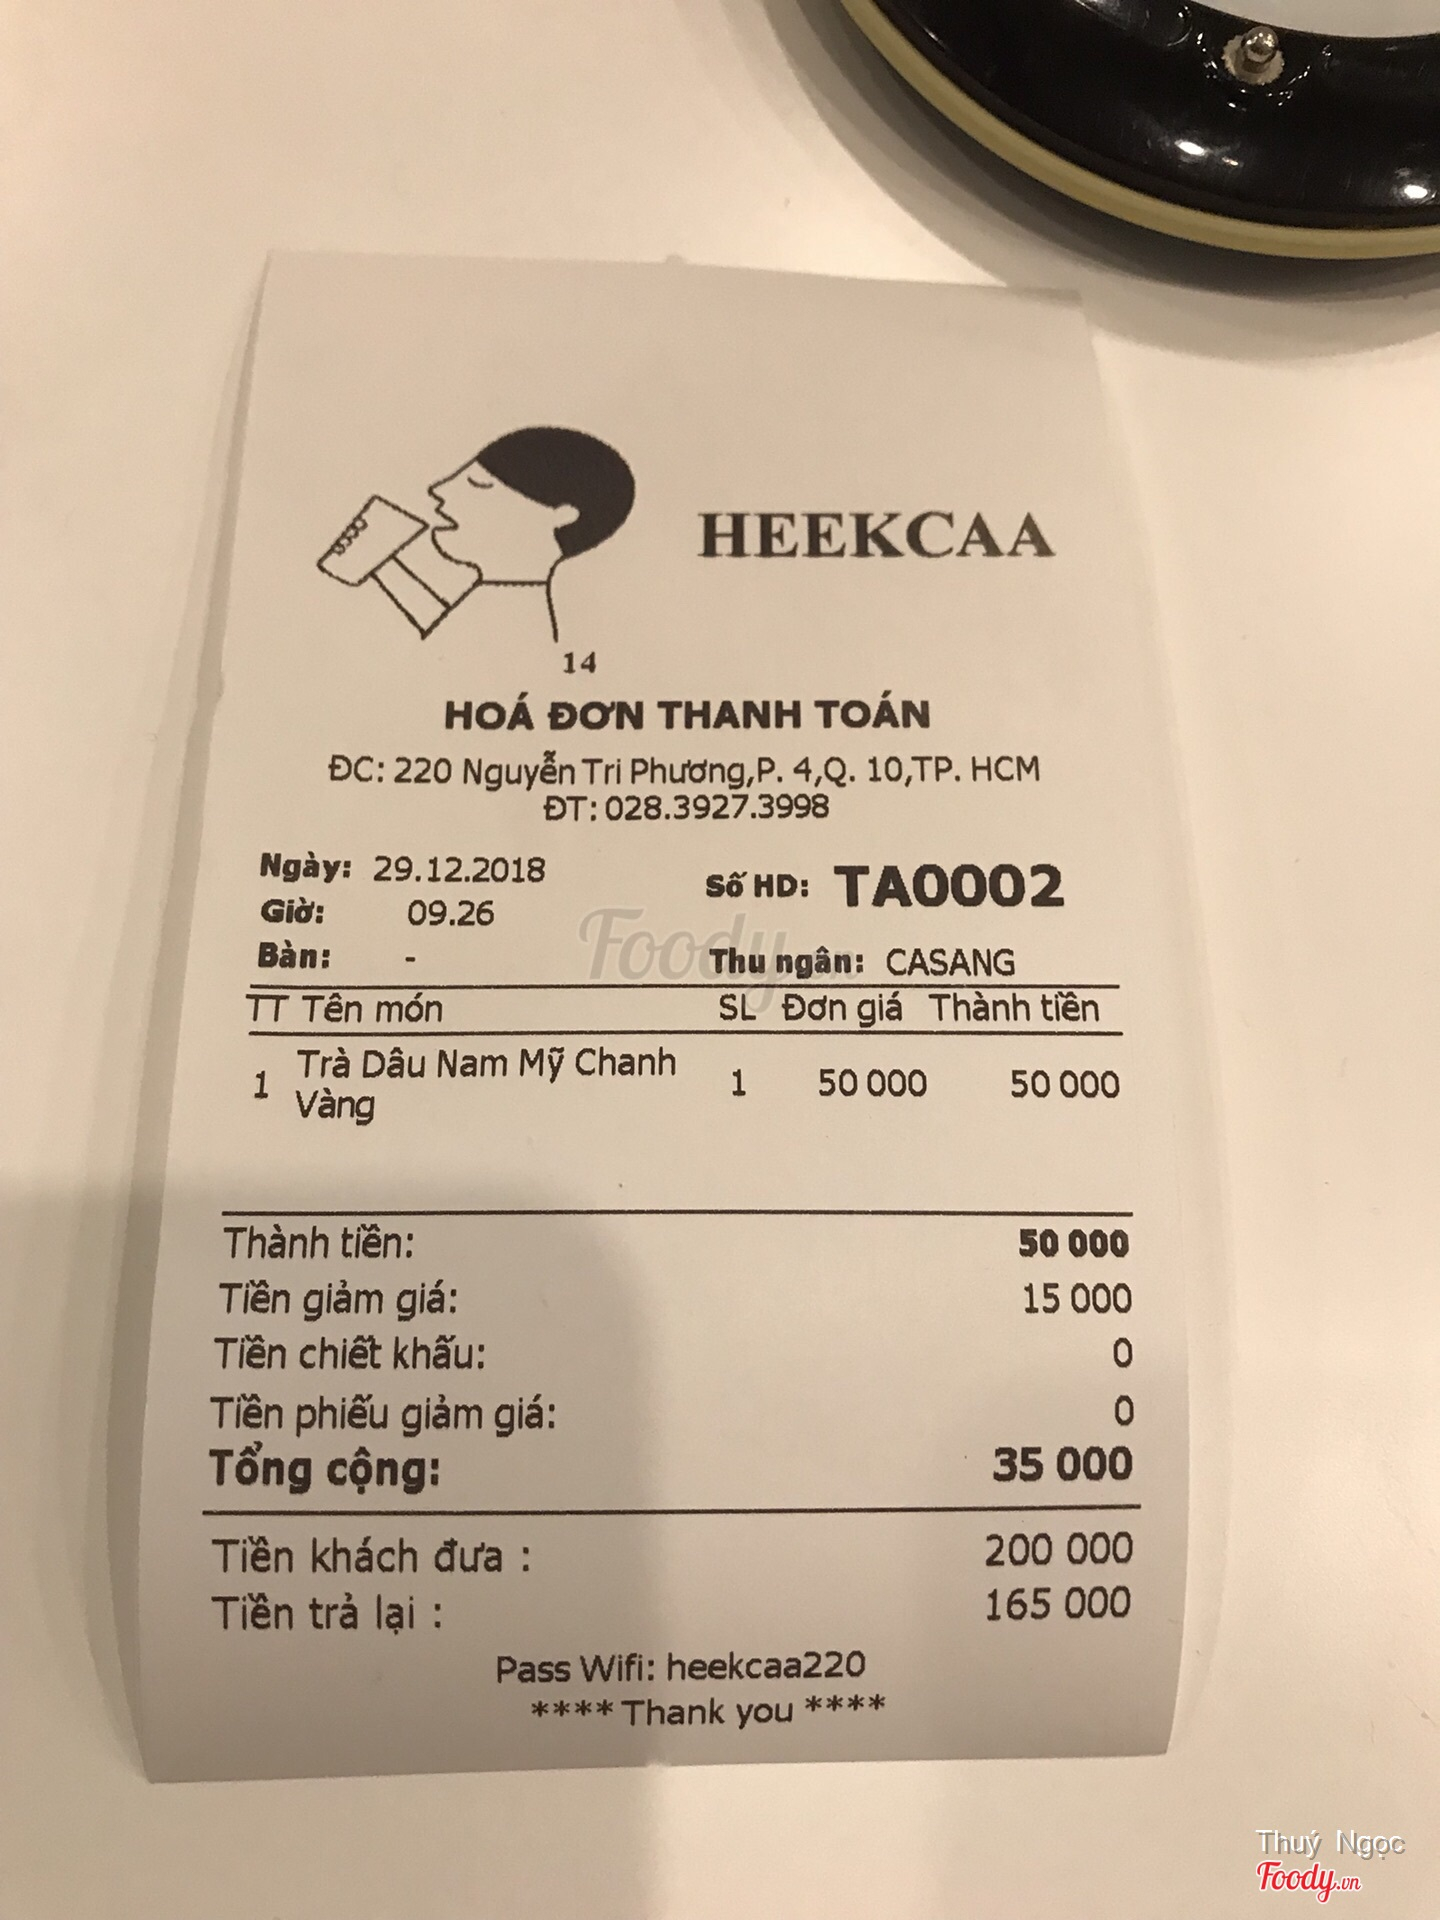 HEEKCAA
14
HOÁ ĐƠN THANH TOÁN
ĐC: 220 Nguyễn Tri Phương,P. 4,Q. 10,TP. HCM
ĐT: 028.3927.3998
Ngày: 29.12.2018
Số HD: TA0002
Giờ: 09.26
Bàn: -
Thu ngân: CASANG
Foody.vn
TT Tên món SL Đơn giá Thành tiền
1 Trà Dâu Nam Mỹ Chanh 1 50 000 50 000
Vàng
Thành tiền: 50 000
Tiền giảm giá: 15 000
Tiền chiết khấu: 0
Tiền phiếu giảm giá: 0
Tổng cộng: 35 000
Tiền khách đưa : 200 000
Tiền trả lại : 165 000
Pass Wifi: heekcaa220
**** Thank you ****
Thuý Ngọc
Foody.vn